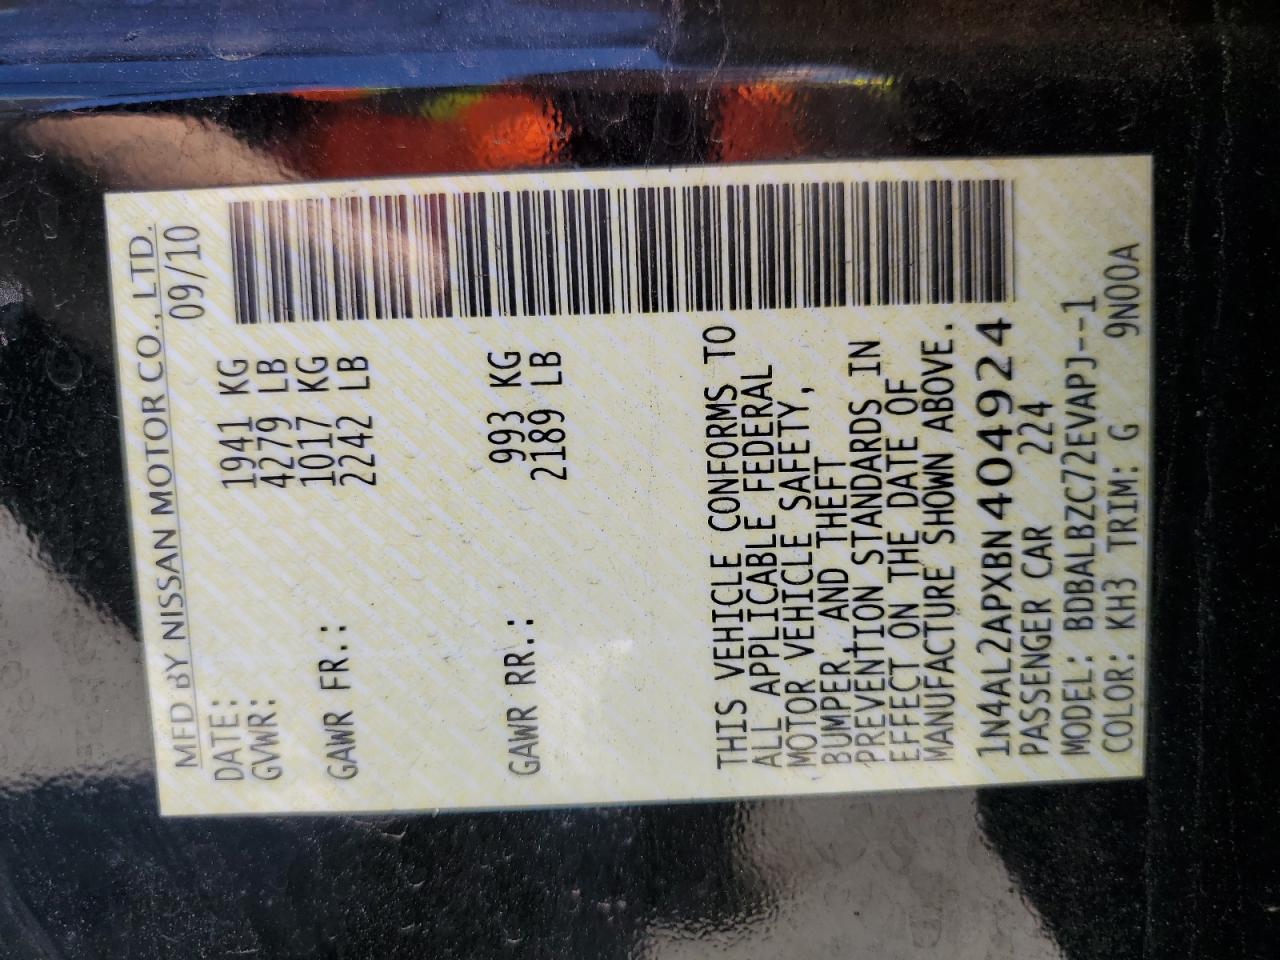 MFD BY NISSAN MOTOR CO., LTD.
DATE: 09/10
GVWR: 1941 KG
4279 LB
GAWR FR.: 1017 KG
2242 LB
GAWR RR.: 993 KG
2189 LB
THIS VEHICLE CONFORMS TO
ALL APPLICABLE FEDERAL
MOTOR VEHICLE SAFETY,
BUMPER, AND THEFT
PREVENTION STANDARDS IN
EFFECT ON THE DATE OF
MANUFACTURE SHOWN ABOVE.
1N4AL2APXBN404924
PASSENGER CAR 224
MODEL: BDBALBZC72EVAPJ--1
COLOR: KH3 TRIM: G 9N00A